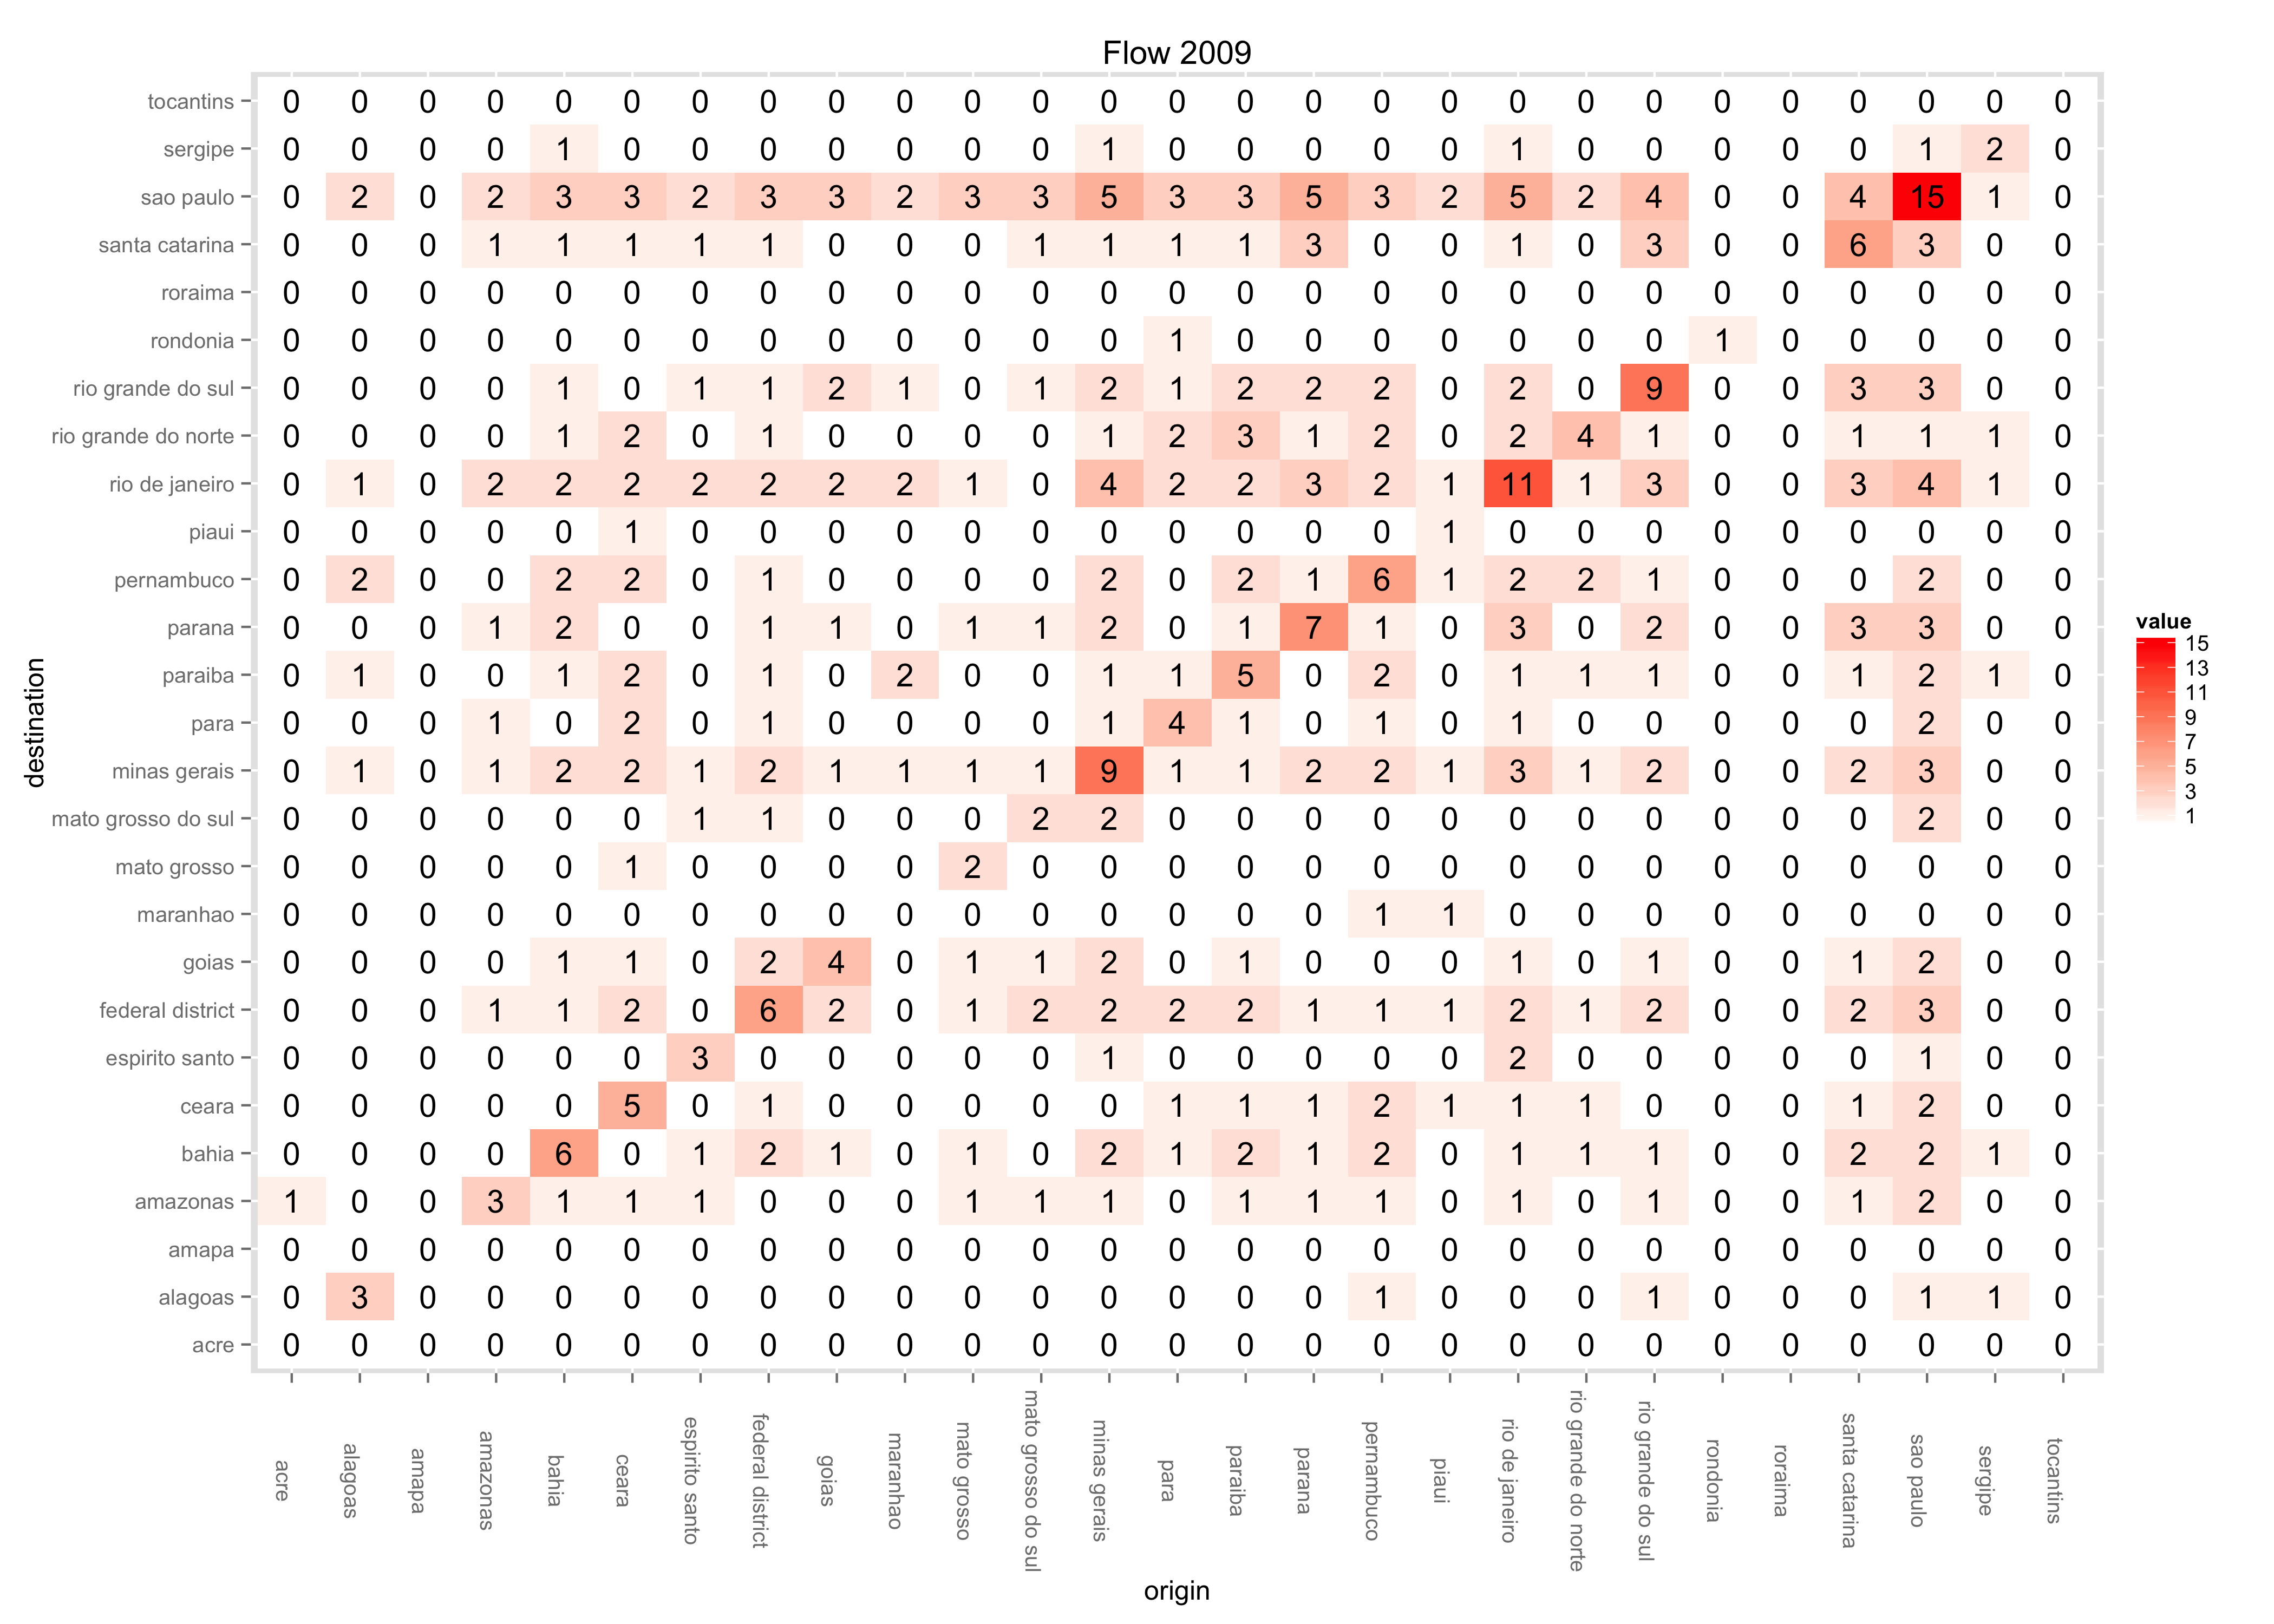 Flow 2009
tocantins 0 0 0 0 0 0 0 0 0 0 0 0 0 0 0 0 0 0 0 0 0 0 0 0 0 0 0
sergipe 0 0 0 0 1 0 0 0 0 0 0 0 1 0 0 0 0 0 1 0 0 0 0 0 1 2 0
sao paulo 0 2 0 2 3 3 2 3 3 2 3 3 5 3 3 5 3 2 5 2 4 0 0 4 15 1 0
santa catarina 0 0 0 1 1 1 1 1 0 0 0 1 1 1 1 3 0 0 1 0 3 0 0 6 3 0 0
roraima 0 0 0 0 0 0 0 0 0 0 0 0 0 0 0 0 0 0 0 0 0 0 0 0 0 0 0
rondonia 0 0 0 0 0 0 0 0 0 0 0 0 0 1 0 0 0 0 0 0 0 1 0 0 0 0 0
rio grande do sul 0 0 0 0 1 0 1 1 2 1 0 1 2 1 2 2 2 0 2 0 9 0 0 3 3 0 0
rio grande do norte 0 0 0 0 1 2 0 1 0 0 0 0 1 2 3 1 2 0 2 4 1 0 0 1 1 1 0
rio de janeiro 0 1 0 2 2 2 2 2 2 2 1 0 4 2 2 3 2 1 11 1 3 0 0 3 4 1 0
piaui 0 0 0 0 0 1 0 0 0 0 0 0 0 0 0 0 0 1 0 0 0 0 0 0 0 0 0
pernambuco 0 2 0 0 2 2 0 1 0 0 0 0 2 0 2 1 6 1 2 2 1 0 0 0 2 0 0
parana 0 0 0 1 2 0 0 1 1 0 1 1 2 0 1 7 1 0 3 0 2 0 0 3 3 0 0
paraiba 0 1 0 0 1 2 0 1 0 2 0 0 1 1 5 0 2 0 1 1 1 0 0 1 2 1 0
para 0 0 0 1 0 2 0 1 0 0 0 0 1 4 1 0 1 0 1 0 0 0 0 0 2 0 0
minas gerais 0 1 0 1 2 2 1 2 1 1 1 1 9 1 1 2 2 1 3 1 2 0 0 2 3 0 0
mato grosso do sul 0 0 0 0 0 0 1 1 0 0 0 2 2 0 0 0 0 0 0 0 0 0 0 0 2 0 0
mato grosso 0 0 0 0 0 1 0 0 0 0 2 0 0 0 0 0 0 0 0 0 0 0 0 0 0 0 0
maranhao 0 0 0 0 0 0 0 0 0 0 0 0 0 0 0 0 1 1 0 0 0 0 0 0 0 0 0
goias 0 0 0 0 1 1 0 2 4 0 1 1 2 0 1 0 0 0 1 0 1 0 0 1 2 0 0
federal district 0 0 0 1 1 2 0 6 2 0 1 2 2 2 2 1 1 1 2 1 2 0 0 2 3 0 0
espirito santo 0 0 0 0 0 0 3 0 0 0 0 0 1 0 0 0 0 0 2 0 0 0 0 0 1 0 0
ceara 0 0 0 0 0 5 0 1 0 0 0 0 0 1 1 1 2 1 1 1 0 0 0 1 2 0 0
bahia 0 0 0 0 6 0 1 2 1 0 1 0 2 1 2 1 2 0 1 1 1 0 0 2 2 1 0
amazonas 1 0 0 3 1 1 1 0 0 0 1 1 1 0 1 1 1 0 1 0 1 0 0 1 2 0 0
amapa 0 0 0 0 0 0 0 0 0 0 0 0 0 0 0 0 0 0 0 0 0 0 0 0 0 0 0
alagoas 0 3 0 0 0 0 0 0 0 0 0 0 0 0 0 0 1 0 0 0 1 0 0 0 1 1 0
acre 0 0 0 0 0 0 0 0 0 0 0 0 0 0 0 0 0 0 0 0 0 0 0 0 0 0 0
destination
acre
alagoas
amapa
amazonas
bahia
ceara
espirito santo
federal district
goias
maranhao
mato grosso
mato grosso do sul
minas gerais
para
paraiba
parana
pernambuco
piaui
rio de janeiro
rio grande do norte
rio grande do sul
rondonia
roraima
santa catarina
sao paulo
sergipe
tocantins
origin
value
15
13
11
9
7
5
3
1